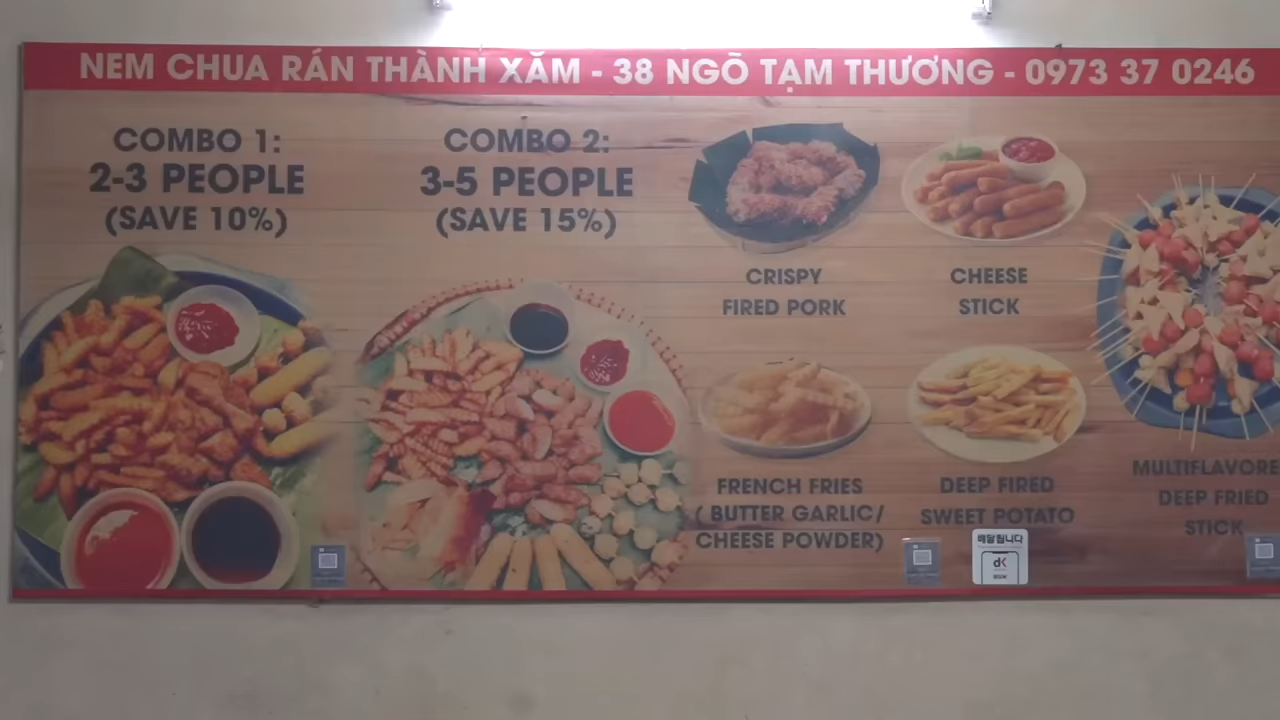 NEM CHUA RÁN THÀNH XĂM - 38 NGÕ TẠM THƯƠNG - 0973 37 0246
COMBO 1:
2-3 PEOPLE
(SAVE 10%)
COMBO 2:
3-5 PEOPLE
(SAVE 15%)
CRISPY
FIRED PORK
CHEESE
STICK
FRENCH FRIES
( BUTTER GARLIC/
CHEESE POWDER)
DEEP FIRED
SWEET POTATO
MULTIFLAVORE
DEEP FRIED
STICK
배달됩니다
dK